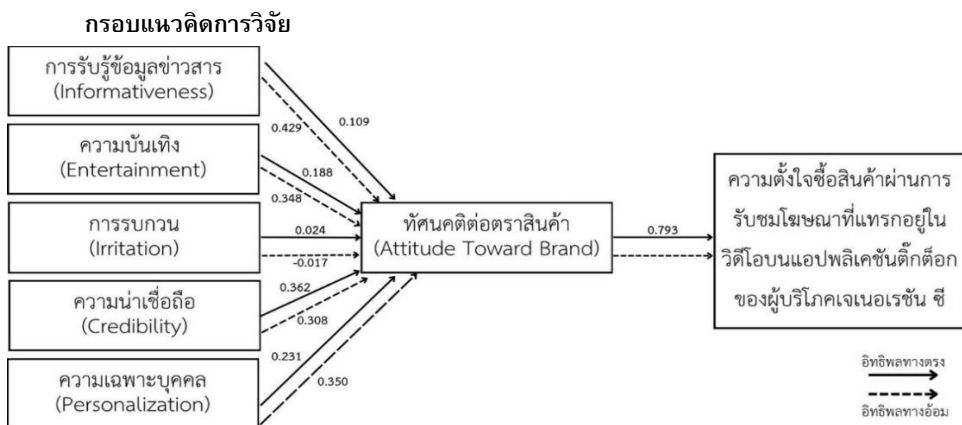 กรอบแนวคิดการวิจัย
การรับรู้ข้อมูลข่าวสาร
(Informativeness)
0.109
0.429
ความบันเทิง
(Entertainment)
0.188
0.348
การรบกวน
(Irritation)
0.024
-0.017
ความน่าเชื่อถือ
(Credibility)
0.362
0.308
ความเฉพาะบุคคล
(Personalization)
0.231
0.350
ทัศนคติต่อตราสินค้า
(Attitude Toward Brand)
0.793
ความตั้งใจซื้อสินค้าผ่านการ
รับชมโฆษณาที่แทรกอยู่ใน
วิดีโอบนแอปพลิเคชันติ๊กต็อก
ของผู้บริโภคเจเนอเรชัน ซี
อิทธิพลทางตรง
อิทธิพลทางอ้อม